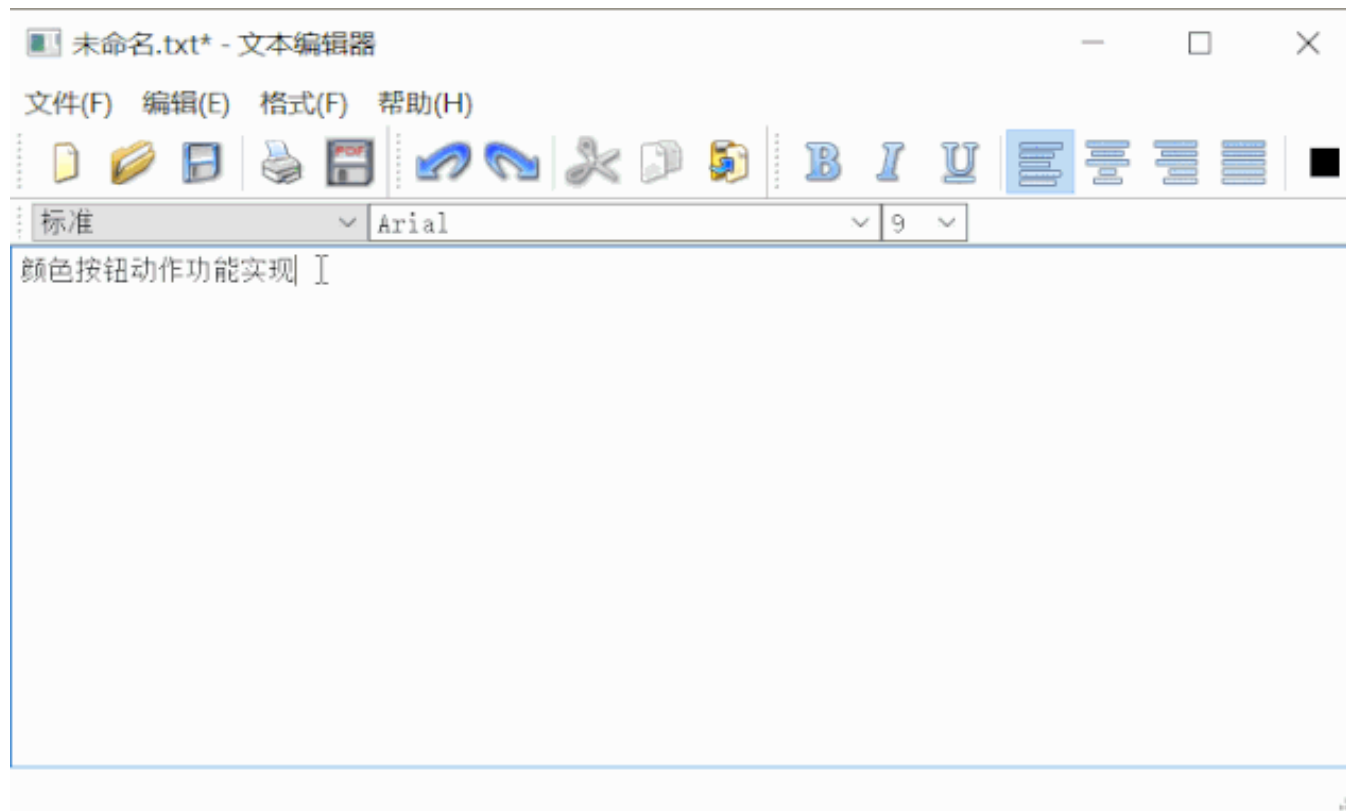 未命名.txt* - 文本编辑器
文件(F) 编辑(E) 格式(F) 帮助(H)
PDF
B I U
标准 Arial 9
颜色按钮动作功能实现